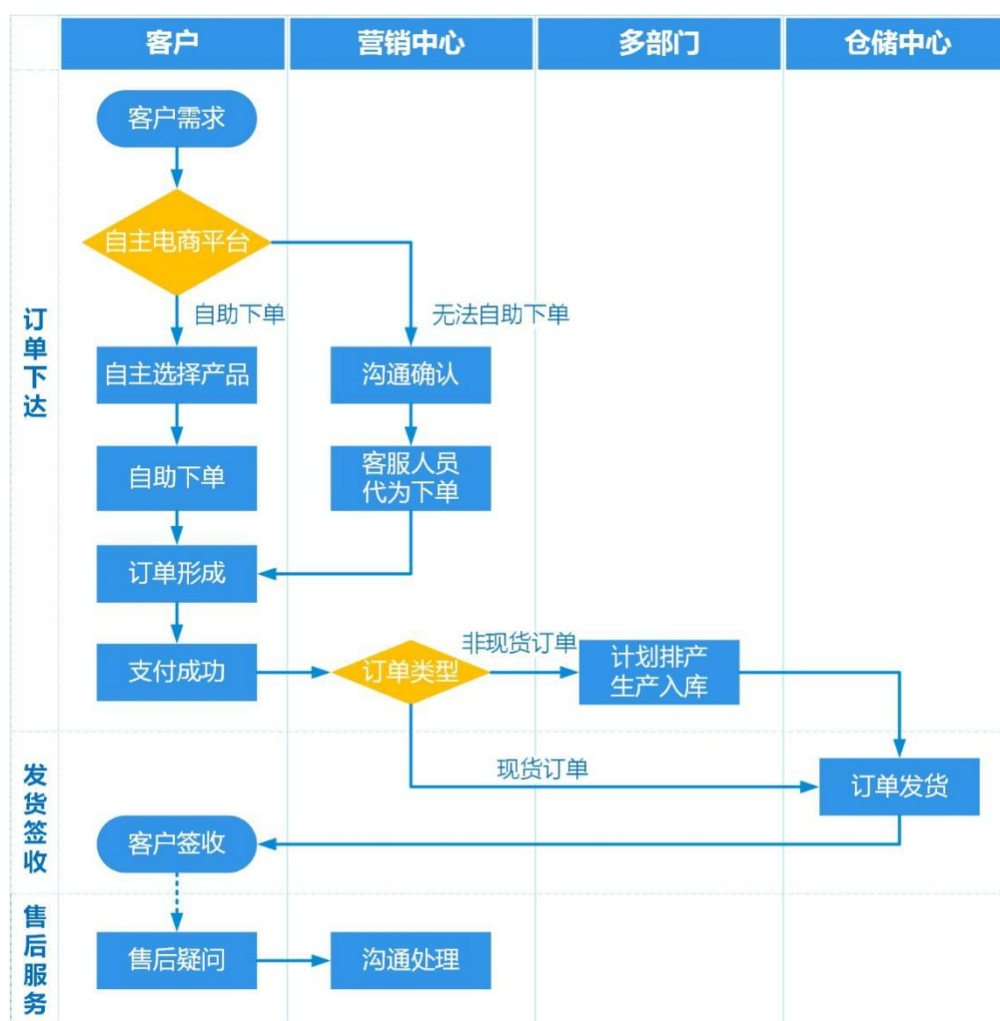 客户
营销中心
多部门
仓储中心
订单下达
客户需求
自主电商平台
自助下单
无法自助下单
自主选择产品
沟通确认
自助下单
客服人员
代为下单
订单形成
支付成功
订单类型
非现货订单
计划排产
生产入库
发货签收
现货订单
订单发货
客户签收
售后服务
售后疑问
沟通处理